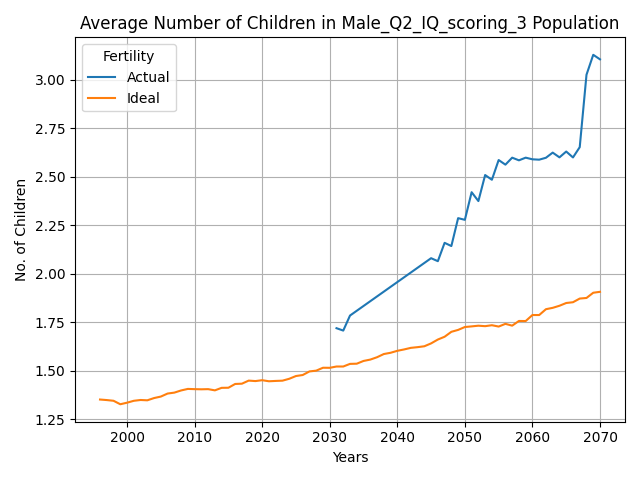 Average Number of Children in Male_Q2_IQ_scoring_3 Population
Fertility
Actual
Ideal
3.00
2.75
2.50
2.25
2.00
1.75
1.50
1.25
No. of Children
2000 2010 2020 2030 2040 2050 2060 2070
Years